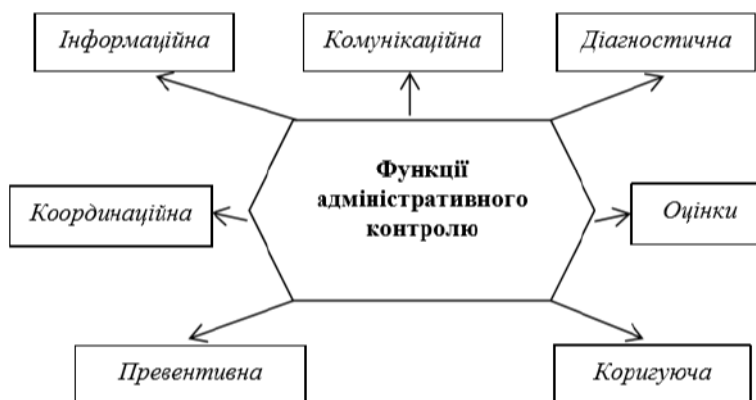 Інформаційна
Комунікаційна
Діагностична
Функції
адміністративного
контролю
Координаційна
Оцінки
Превентивна
Коригуюча